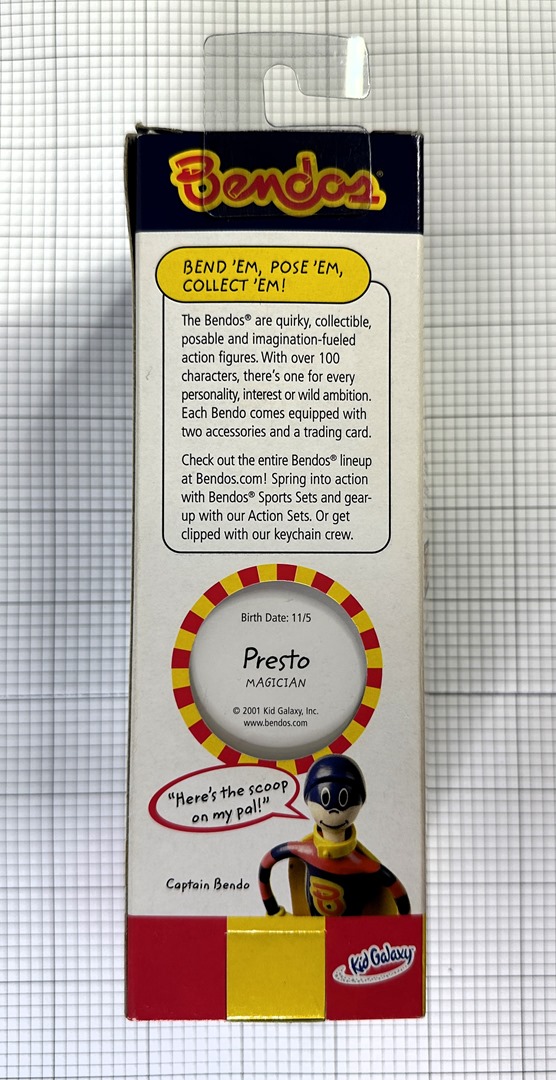 Bendos®
BEND 'EM, POSE 'EM,
COLLECT 'EM!
The Bendos® are quirky, collectible,
posable and imagination-fueled
action figures. With over 100
characters, there's one for every
personality, interest or wild ambition.
Each Bendo comes equipped with
two accessories and a trading card.
Check out the entire Bendos® lineup
at Bendos.com! Spring into action
with Bendos® Sports Sets and gear-
up with our Action Sets. Or get
clipped with our keychain crew.
Birth Date: 11/5
Presto
MAGICIAN
© 2001 Kid Galaxy, Inc.
www.bendos.com
"Here's the scoop
on my pal!"
Captain Bendo
B
Kid Galaxy